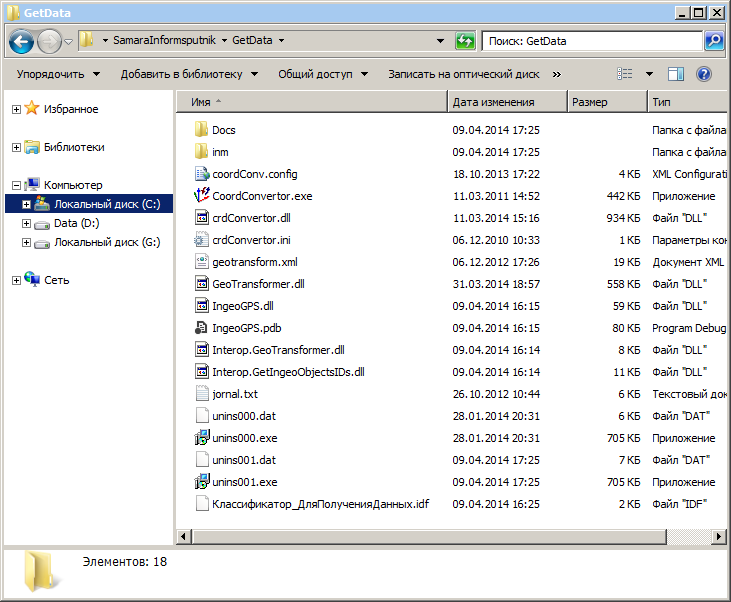 GetData
SamaraInformsputnik GetData
Поиск: GetData
Упорядочить Добавить в библиотеку Общий доступ Записать на оптический диск »
Избранное
Библиотеки
Компьютер
Локальный диск (C:)
Data (D:)
Локальный диск (G:)
Сеть
Имя Дата изменения Размер Тип
Docs 09.04.2014 17:25 Папка с файла
inm 09.04.2014 17:25 Папка с файла
coordConv.config 18.10.2013 17:22 4 КБ XML Configurati
CoordConvertor.exe 11.03.2011 14:52 442 КБ Приложение
crdConvertor.dll 11.03.2014 15:16 934 КБ Файл "DLL"
crdConvertor.ini 06.12.2010 10:33 1 КБ Параметры кон
geotransform.xml 06.12.2012 17:26 19 КБ Документ XML
GeoTransformer.dll 31.03.2014 18:57 558 КБ Файл "DLL"
IngeoGPS.dll 09.04.2014 16:15 59 КБ Файл "DLL"
IngeoGPS.pdb 09.04.2014 16:15 80 КБ Program Debug
Interop.GeoTransformer.dll 09.04.2014 16:14 8 КБ Файл "DLL"
Interop.GetIngeoObjectsIDs.dll 09.04.2014 16:14 11 КБ Файл "DLL"
jornal.txt 26.10.2012 10:44 6 КБ Текстовый док
unins000.dat 28.01.2014 20:31 6 КБ Файл "DAT"
unins000.exe 28.01.2014 20:31 705 КБ Приложение
unins001.dat 09.04.2014 17:25 7 КБ Файл "DAT"
unins001.exe 09.04.2014 17:25 705 КБ Приложение
Классификатор_ДляПолученияДанных.idf 09.04.2014 16:25 2 КБ Файл "IDF"
Элементов: 18